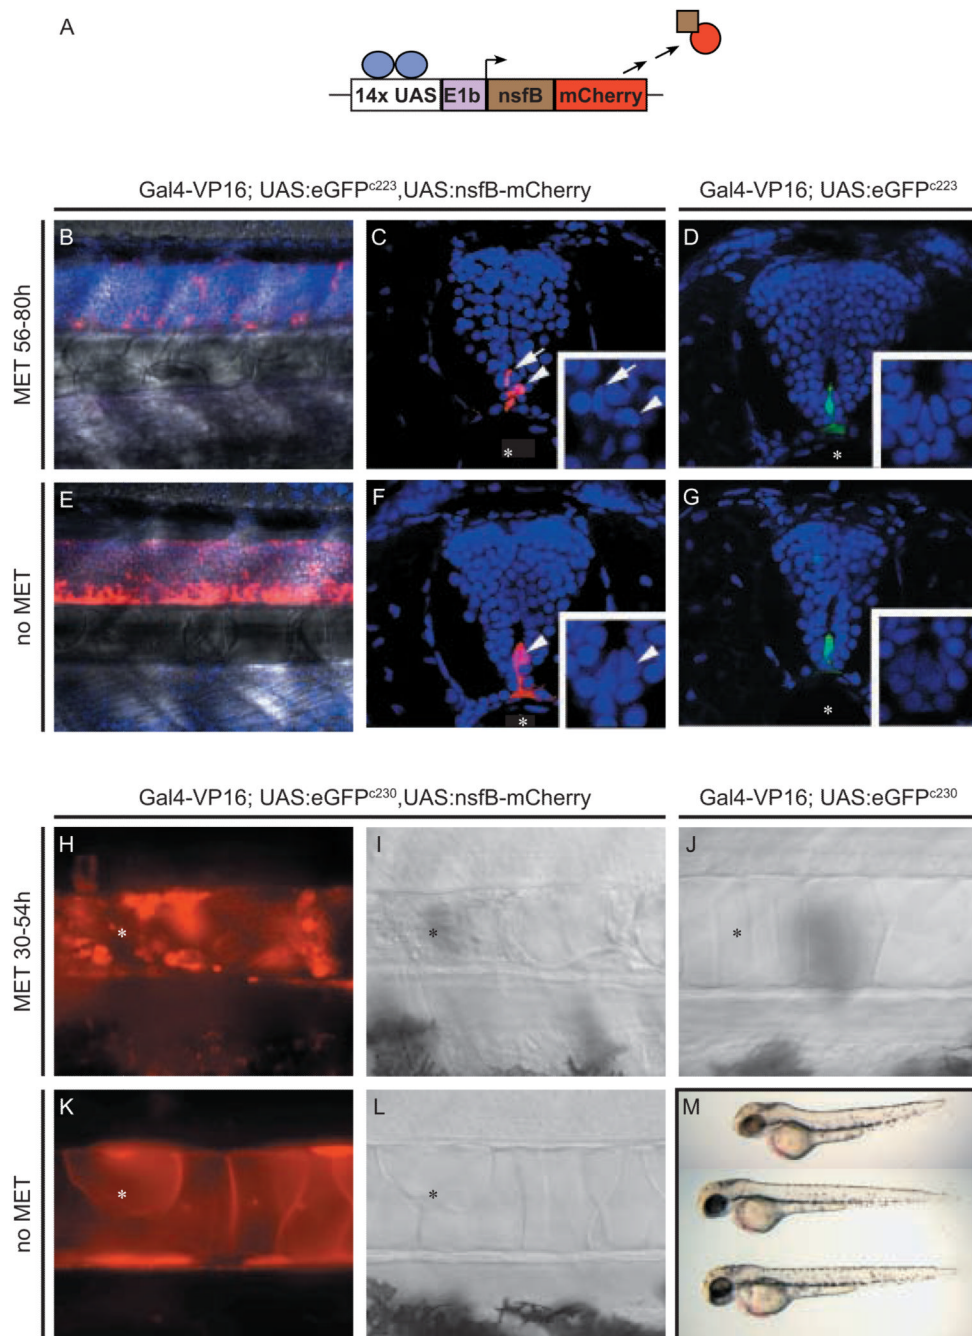 A
14x UAS E1b nsfB mCherry
Gal4-VP16; UAS:eGFPc223,UAS:nsfB-mCherry
Gal4-VP16; UAS:eGFPc223
MET 56-80h
B
C
*
D
*
no MET
E
F
*
G
*
Gal4-VP16; UAS:eGFPc230,UAS:nsfB-mCherry
Gal4-VP16; UAS:eGFPc230
MET 30-54h
H
*
I
*
J
*
no MET
K
*
L
*
M